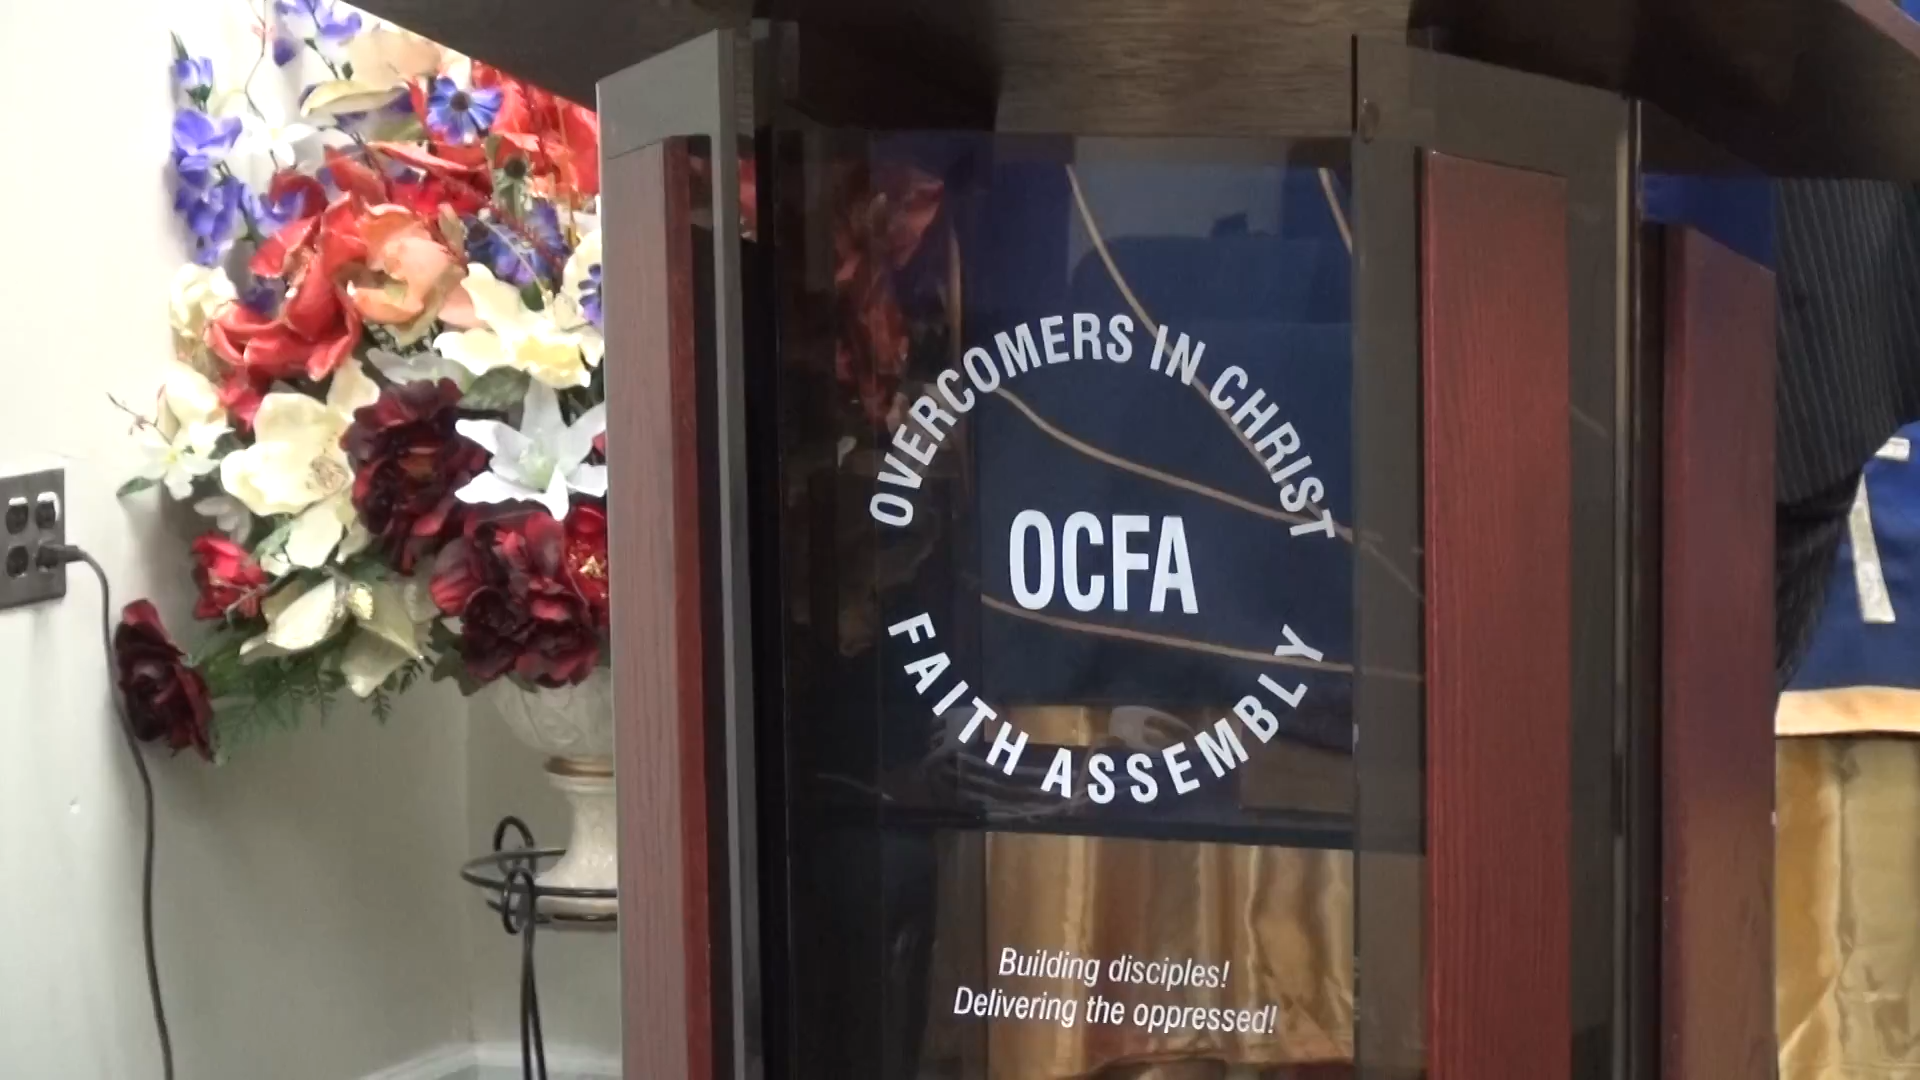 OVERCOMERS IN CHRIST
OCFA
FAITH ASSEMBLY
Building disciples!
Delivering the oppressed!